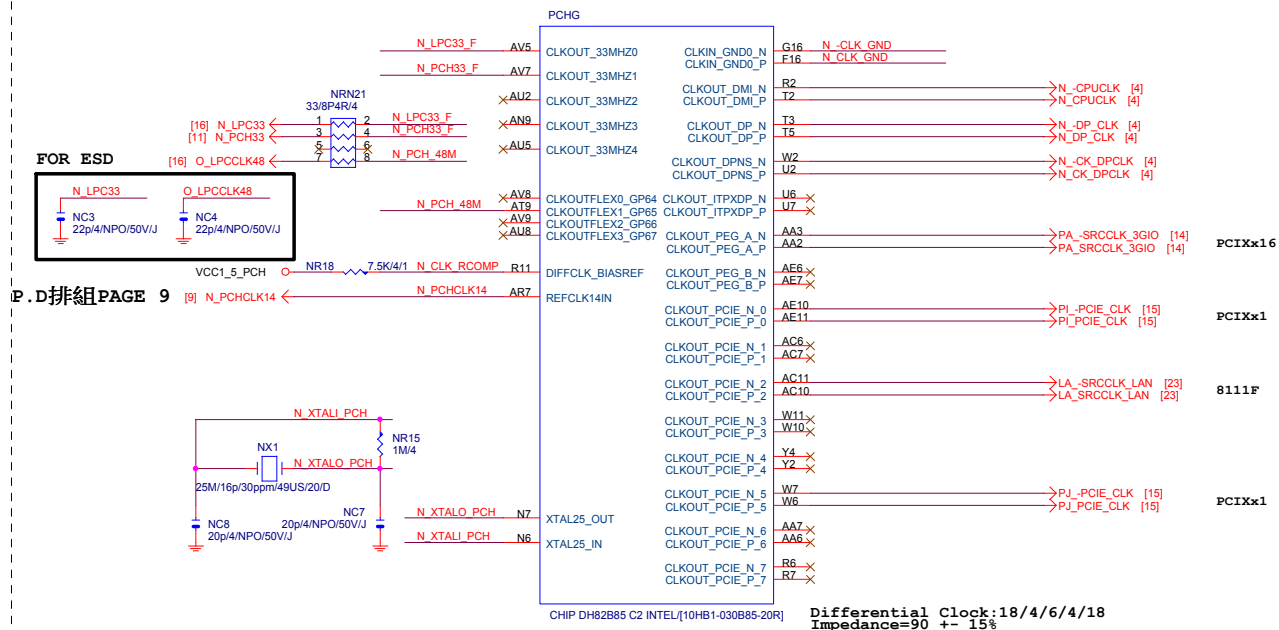 PCHG
N_LPC33_F AV5 CLKOUT_33MHZ0
N_PCH33_F AV7 CLKOUT_33MHZ1
AU2 CLKOUT_33MHZ2
AN9 CLKOUT_33MHZ3
AU5 CLKOUT_33MHZ4
NRN21
33/8P4R/4
[16] N_LPC33 1 2 N_LPC33_F
[11] N_PCH33 3 4 N_PCH33_F
5 6
[16] O_LPCCLK48 7 8 N_PCH_48M
FOR ESD
N_LPC33 O_LPCCLK48
NC3 NC4
22p/4/NPO/50V/J 22p/4/NPO/50V/J
AV8 CLKOUTFLEX0_GP64
N_PCH_48M AT9 CLKOUTFLEX1_GP65
AV9 CLKOUTFLEX2_GP66
AU8 CLKOUTFLEX3_GP67
VCC1_5_PCH NR18 7.5K/4/1 N_CLK_RCOMP R11 DIFFCLK_BIASREF
P.D排組PAGE 9 [9] N_PCHCLK14 N_PCHCLK14 AR7 REFCLK14IN
N_XTALI_PCH
NR15
1M/4
NX1
N_XTALO_PCH
25M/16p/30ppm/49US/20/D
NC8
20p/4/NPO/50V/J
NC7
20p/4/NPO/50V/J
N_XTALO_PCH N7 XTAL25_OUT
N_XTALI_PCH N6 XTAL25_IN
CLKIN_GND0_N G16 N_-CLK_GND
CLKIN_GND0_P F16 N_CLK_GND
CLKOUT_DMI_N R2 N_-CPUCLK [4]
CLKOUT_DMI_P T2 N_CPUCLK [4]
CLKOUT_DP_N T3 N_-DP_CLK [4]
CLKOUT_DP_P T5 N_DP_CLK [4]
CLKOUT_DPNS_N W2 N_-CK_DPCLK [4]
CLKOUT_DPNS_P U2 N_CK_DPCLK [4]
CLKOUT_ITPXDP_N U6
CLKOUT_ITPXDP_P U7
CLKOUT_PEG_A_N AA3 PA_-SRCCLK_3GIO [14]
CLKOUT_PEG_A_P AA2 PA_SRCCLK_3GIO [14]
PCIXx16
CLKOUT_PEG_B_N AE6
CLKOUT_PEG_B_P AE7
CLKOUT_PCIE_N_0 AE10 PI_-PCIE_CLK [15]
CLKOUT_PCIE_P_0 AE11 PI_PCIE_CLK [15]
PCIXx1
CLKOUT_PCIE_N_1 AC6
CLKOUT_PCIE_P_1 AC7
CLKOUT_PCIE_N_2 AC11 LA_-SRCCLK_LAN [23]
CLKOUT_PCIE_P_2 AC10 LA_SRCCLK_LAN [23]
8111F
CLKOUT_PCIE_N_3 W11
CLKOUT_PCIE_P_3 W10
CLKOUT_PCIE_N_4 Y4
CLKOUT_PCIE_P_4 Y2
CLKOUT_PCIE_N_5 W7 PJ_-PCIE_CLK [15]
CLKOUT_PCIE_P_5 W6 PJ_PCIE_CLK [15]
PCIXx1
CLKOUT_PCIE_N_6 AA7
CLKOUT_PCIE_P_6 AA6
CLKOUT_PCIE_N_7 R6
CLKOUT_PCIE_P_7 R7
CHIP DH82B85 C2 INTEL/[10HB1-030B85-20R]
Differential Clock:18/4/6/4/18
Impedance=90 +- 15%